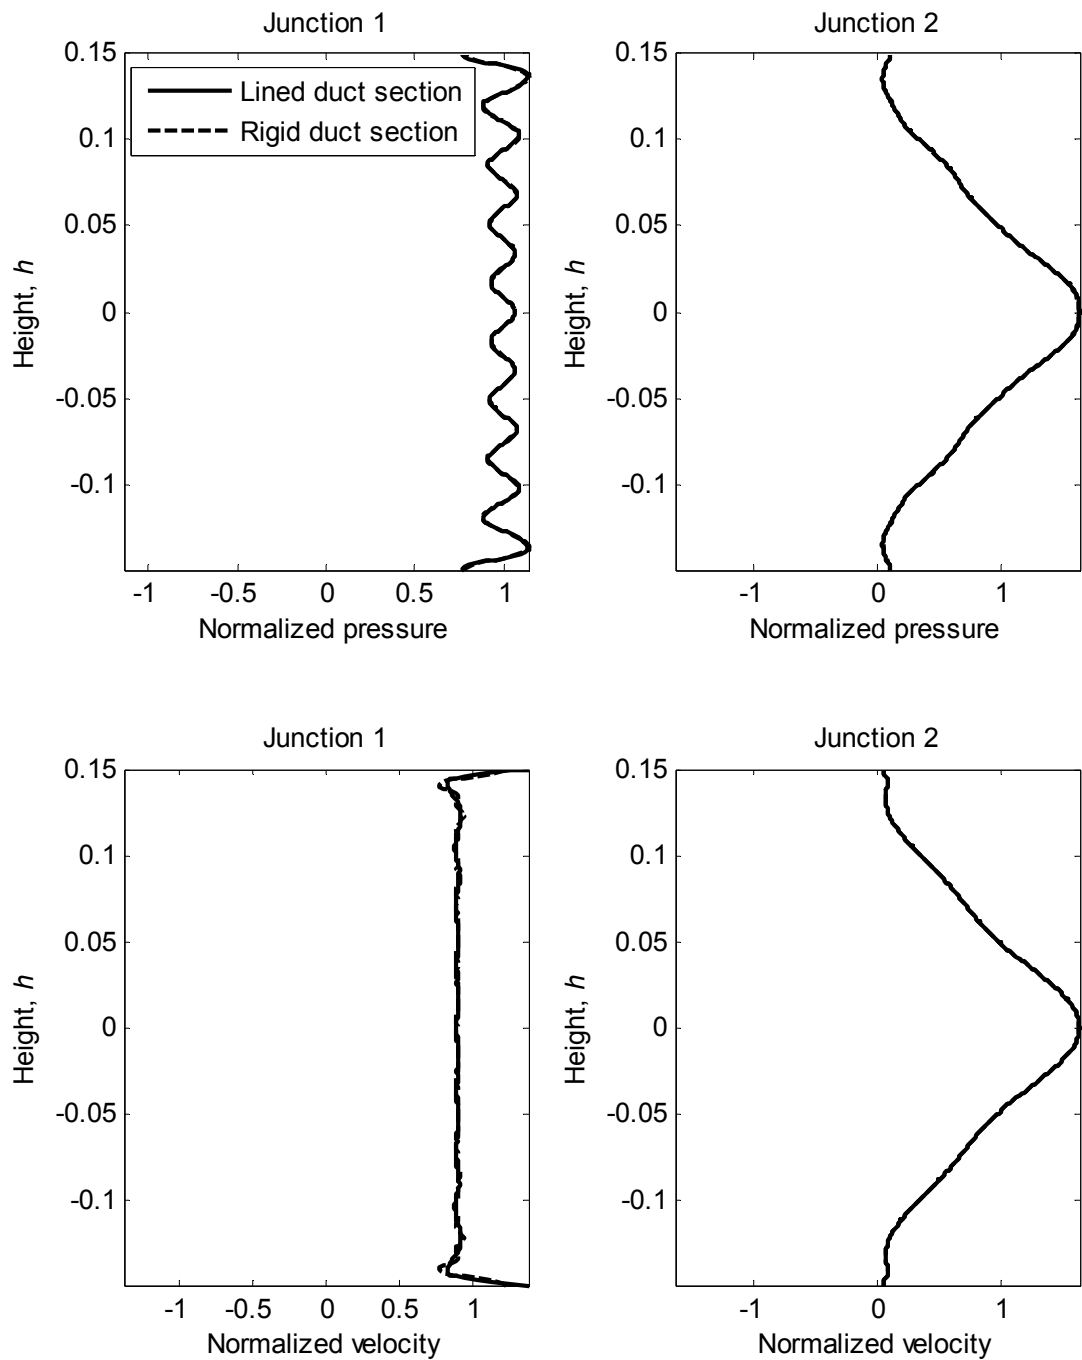 Junction 1
0.15
0.1
0.05
0
-0.05
-0.1
Height, h
Lined duct section
Rigid duct section
-1 -0.5 0 0.5 1
Normalized pressure
Junction 2
0.15
0.1
0.05
0
-0.05
-0.1
Height, h
-1 0 1
Normalized pressure
Junction 1
0.15
0.1
0.05
0
-0.05
-0.1
Height, h
-1 -0.5 0 0.5 1
Normalized velocity
Junction 2
0.15
0.1
0.05
0
-0.05
-0.1
Height, h
-1 0 1
Normalized velocity